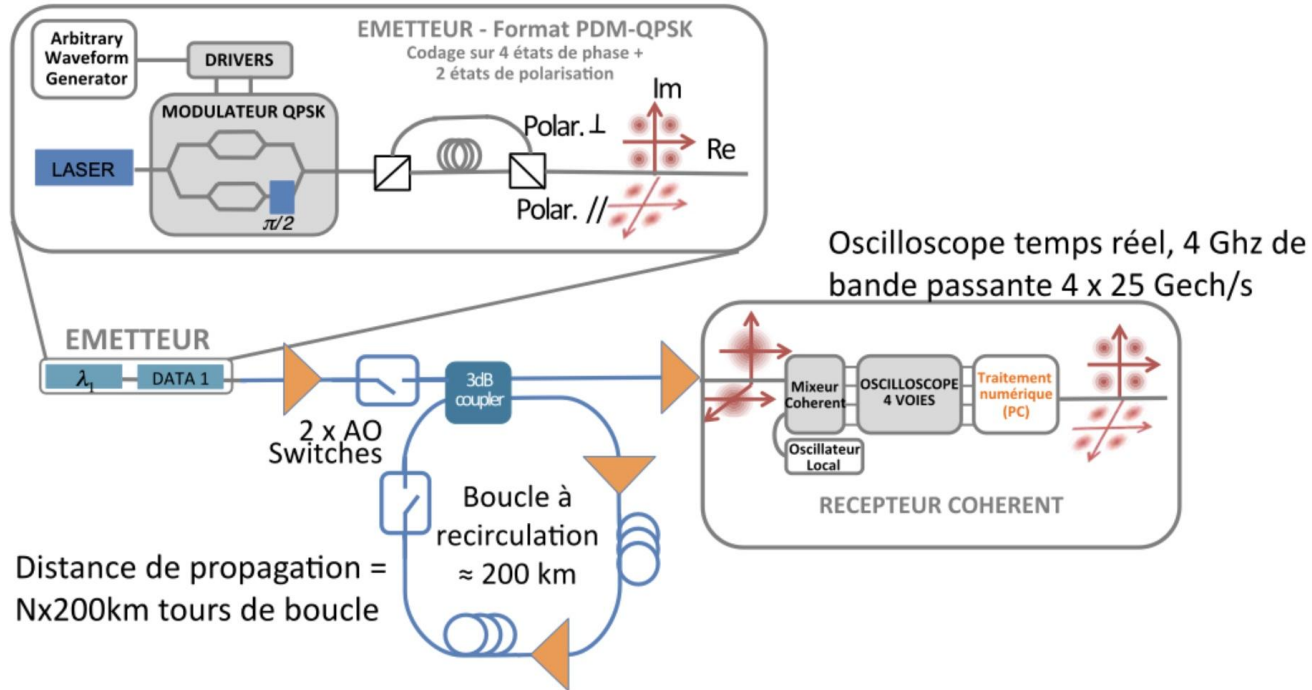 EMETTEUR - Format PDM-QPSK
Codage sur 4 états de phase +
2 états de polarisation
Arbitrary
Waveform
Generator
DRIVERS
MODULATEUR QPSK
LASER
π/2
Polar. ⊥
Polar. //
Im
Re
Oscilloscope temps réel, 4 Ghz de
bande passante 4 x 25 Gech/s
EMETTEUR
λ1
DATA 1
2 x AO
Switches
3dB
coupler
Boucle à
recirculation
≈ 200 km
Distance de propagation =
Nx200km tours de boucle
Mixeur
Coherent
OSCILLOSCOPE
4 VOIES
Traitement
numérique
(PC)
Oscillateur
Local
RECEPTEUR COHERENT